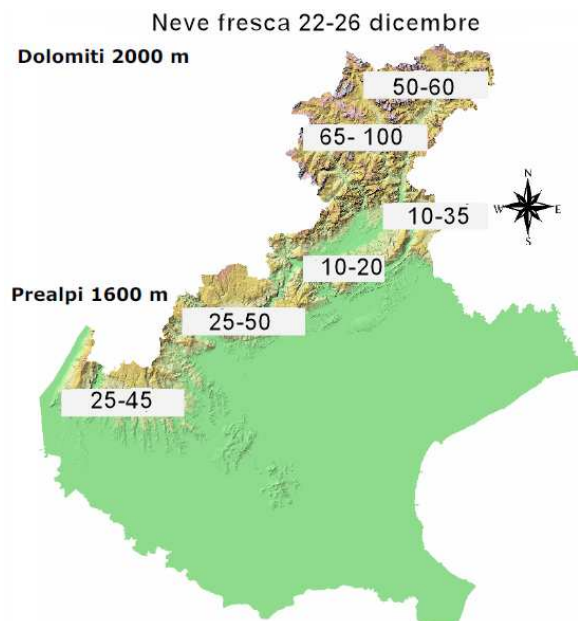 Neve fresca 22-26 dicembre
Dolomiti 2000 m
50-60
65- 100
N
W E
S
10-35
10-20
Prealpi 1600 m
25-50
25-45